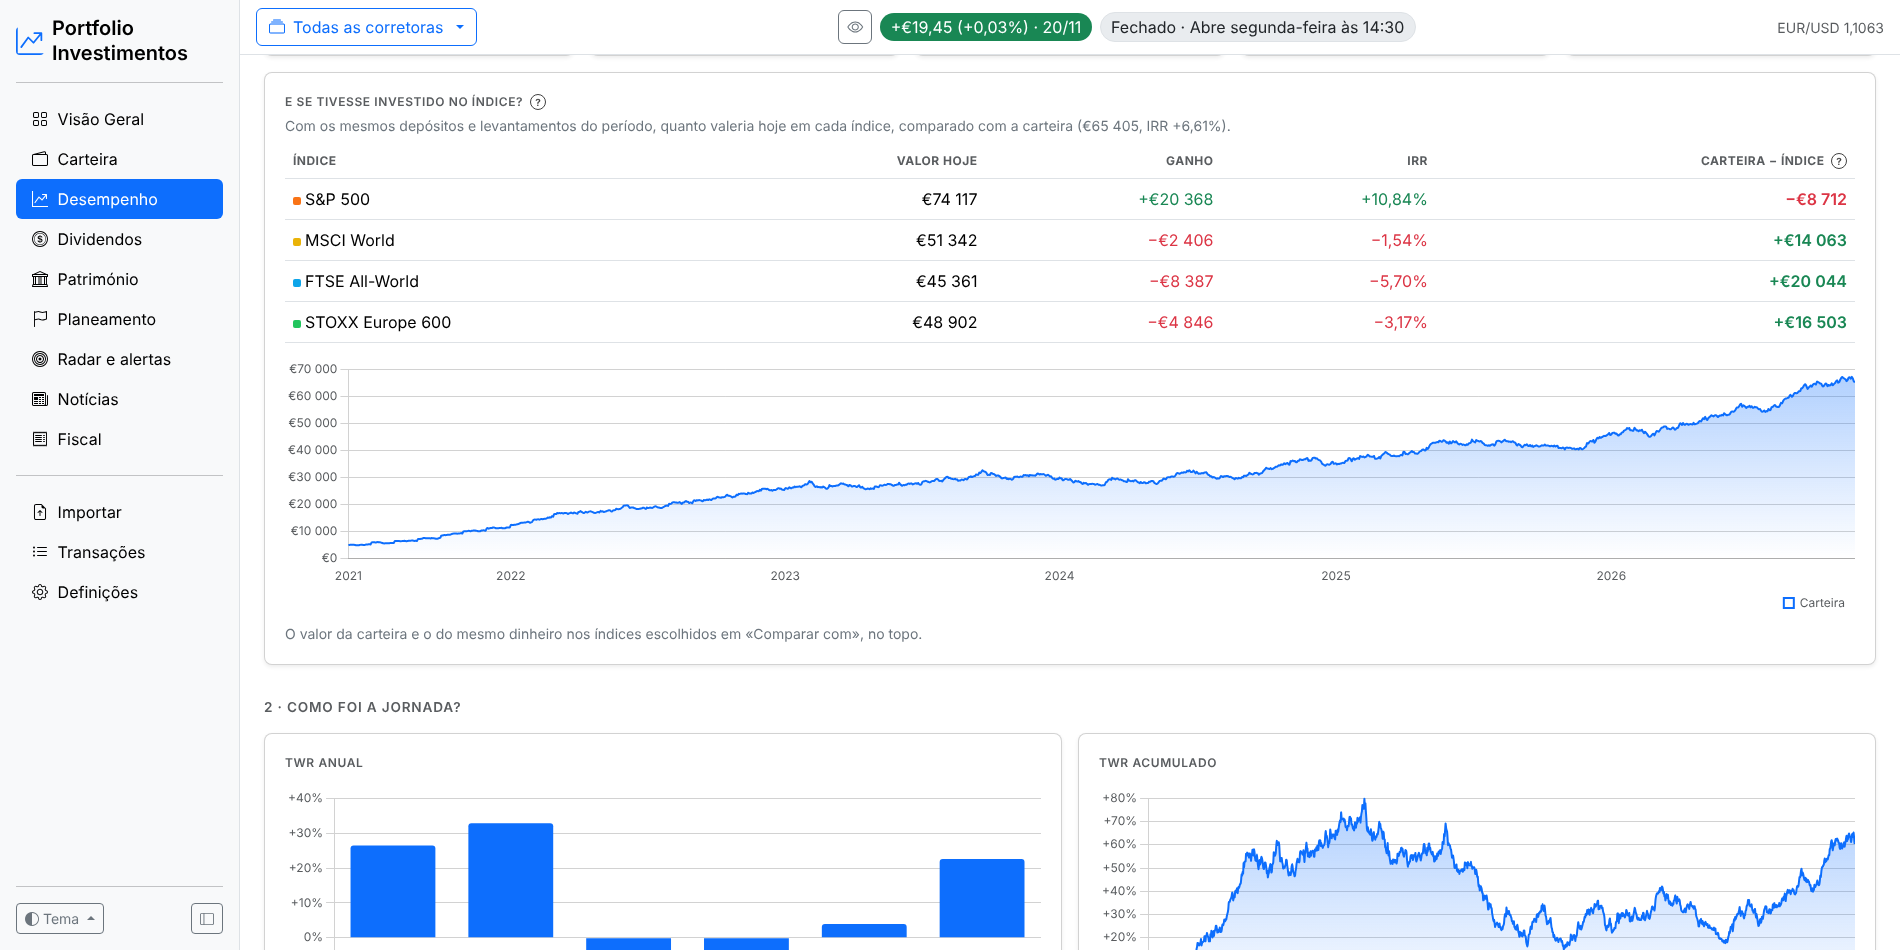 Portfolio
Investimentos
Visão Geral
Carteira
Desempenho
Dividendos
Património
Planeamento
Radar e alertas
Notícias
Fiscal
Importar
Transações
Definições
Tema
Todas as corretoras
+€19,45 (+0,03%) · 20/11
Fechado · Abre segunda-feira às 14:30
EUR/USD 1,1063
E SE TIVESSE INVESTIDO NO ÍNDICE? ?
Com os mesmos depósitos e levantamentos do período, quanto valeria hoje em cada índice, comparado com a carteira (€65 405, IRR +6,61%).
ÍNDICE VALOR HOJE GANHO IRR CARTEIRA − ÍNDICE ?
S&P 500 €74 117 +€20 368 +10,84% −€8 712
MSCI World €51 342 −€2 406 −1,54% +€14 063
FTSE All-World €45 361 −€8 387 −5,70% +€20 044
STOXX Europe 600 €48 902 −€4 846 −3,17% +€16 503
€70 000
€60 000
€50 000
€40 000
€30 000
€20 000
€10 000
€0
2021 2022 2023 2024 2025 2026
Carteira
O valor da carteira e o do mesmo dinheiro nos índices escolhidos em «Comparar com», no topo.
2 · COMO FOI A JORNADA?
TWR ANUAL
+40%
+30%
+20%
+10%
0%
TWR ACUMULADO
+80%
+70%
+60%
+50%
+40%
+30%
+20%